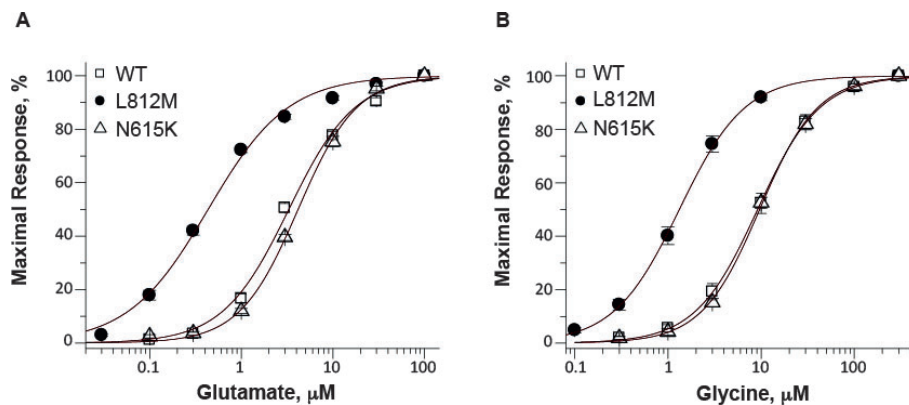 A
WT
L812M
N615K
Maximal Response, %
100
80
60
40
20
0
0.1
1
10
100
Glutamate, μM
B
WT
L812M
N615K
Maximal Response, %
100
80
60
40
20
0
0.1
1
10
100
Glycine, μM